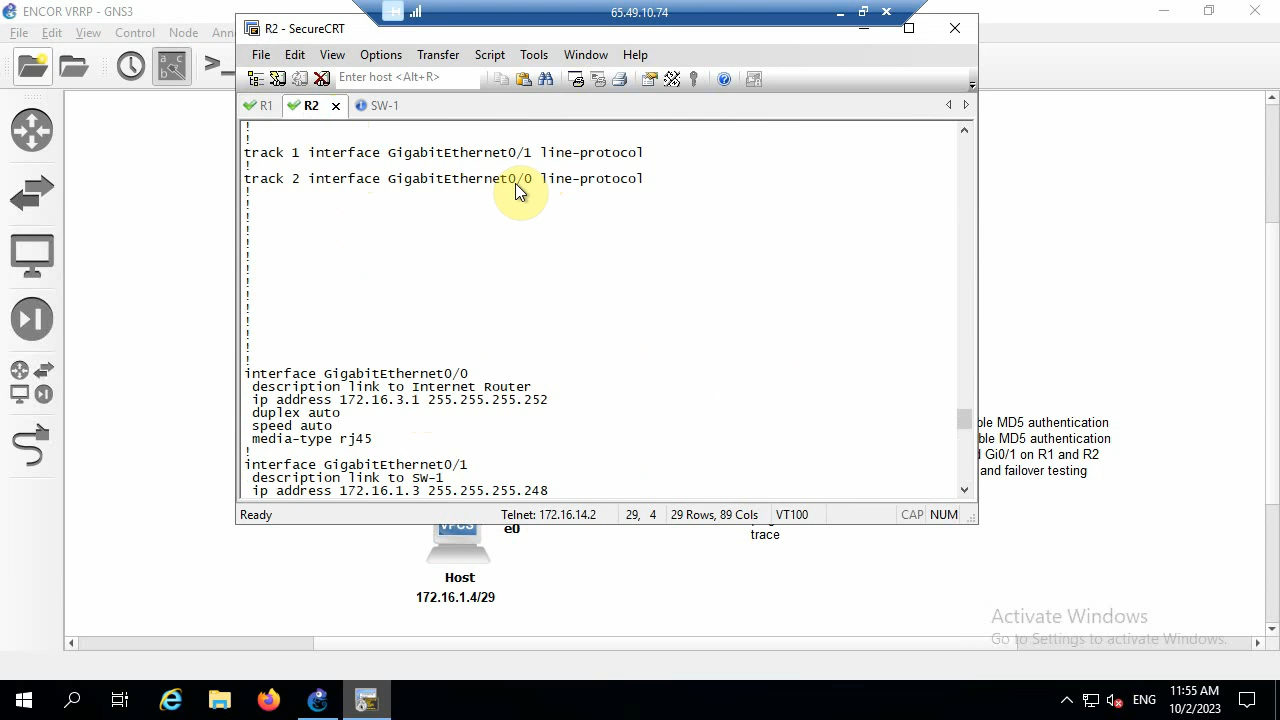 ENCOR VRRP - GNS3
65.49.10.74
File Edit View Control Node
R2 - SecureCRT
File Edit View Options Transfer Script Tools Window Help
Enter host <Alt+R>
R1 R2 SW-1
!
!
track 1 interface GigabitEthernet0/1 line-protocol
!
track 2 interface GigabitEthernet0/0 line-protocol
!
!
!
!
!
!
!
!
!
!
!
!
!
!
interface GigabitEthernet0/0
description link to Internet Router
ip address 172.16.3.1 255.255.255.252
duplex auto
speed auto
media-type rj45
!
interface GigabitEthernet0/1
description link to SW-1
ip address 172.16.1.3 255.255.255.248
Ready Telnet: 172.16.14.2 29, 4 29 Rows, 89 Cols VT100 CAP NUM
MD5 authentication
MD5 authentication
Gi0/1 on R1 and R2
and failover testing
VPCS
e0
trace
Host
172.16.1.4/29
Activate Windows
Go to Settings to activate Windows.
ENG
11:55 AM
10/2/2023